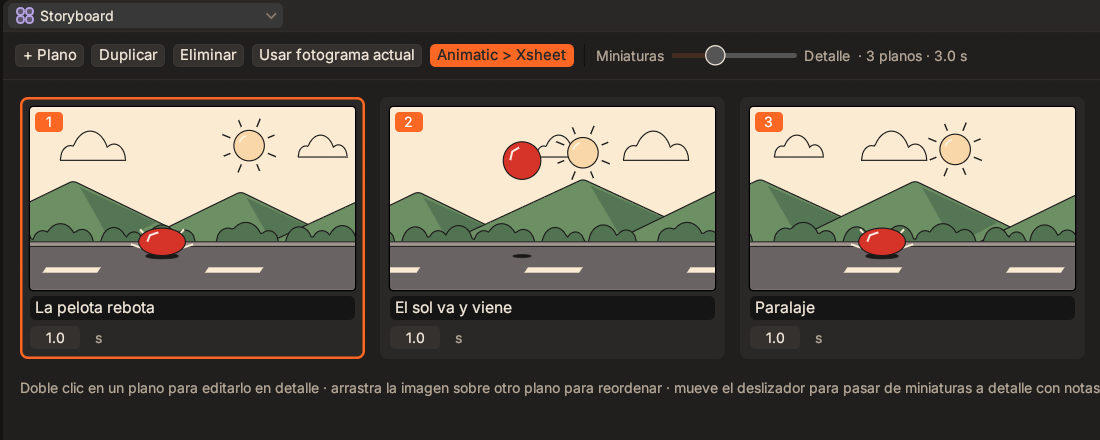 Storyboard
+ Plano Duplicar Eliminar Usar fotograma actual Animatic > Xsheet Miniaturas Detalle · 3 planos · 3.0 s
1
2
3
La pelota rebota
El sol va y viene
Paralaje
1.0 s
1.0 s
1.0 s
Doble clic en un plano para editarlo en detalle · arrastra la imagen sobre otro plano para reordenar · mueve el deslizador para pasar de miniaturas a detalle con notas